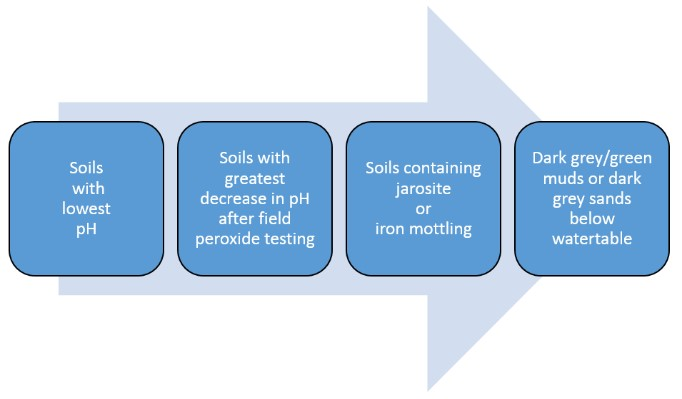 Soils
with
lowest
pH
Soils with
greatest
decrease in pH
after field
peroxide testing
Soils containing
jarosite
or
iron mottling
Dark grey/green
muds or dark
grey sands
below
watertable